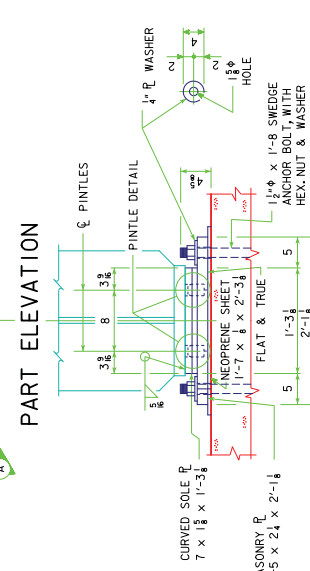 PART ELEVATION
A
℄ PINTLES
3 9/16
8
3 9/16
5/16
PINTLE DETAIL
1/4" ℞ WASHER
4
2
2
1 5/8 ϕ
HOLE
4 5/8
CURVED SOLE ℞
7 x 1 5/8 x 1'-3 1/8
NEOPRENE SHEET
1'-7 x 1/8 x 2'-3 1/8
FLAT & TRUE
1 1/2"ϕ x 1'-8 SWEDGE
ANCHOR BOLT, WITH
HEX. NUT & WASHER
ASONRY ℞
-5 x 2 1/4 x 2'-1 1/8
5
1'-3 1/8
5
2'-1 1/8